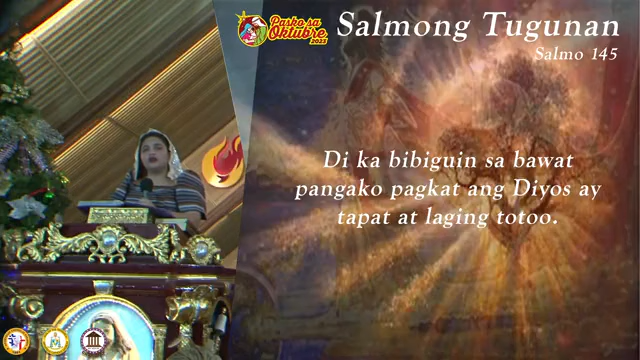 Pasko sa
Oktubre
2023
Salmong Tugunan
Salmo 145
Di ka bibiguin sa bawat
pangako pagkat ang Diyos ay
tapat at laging totoo.